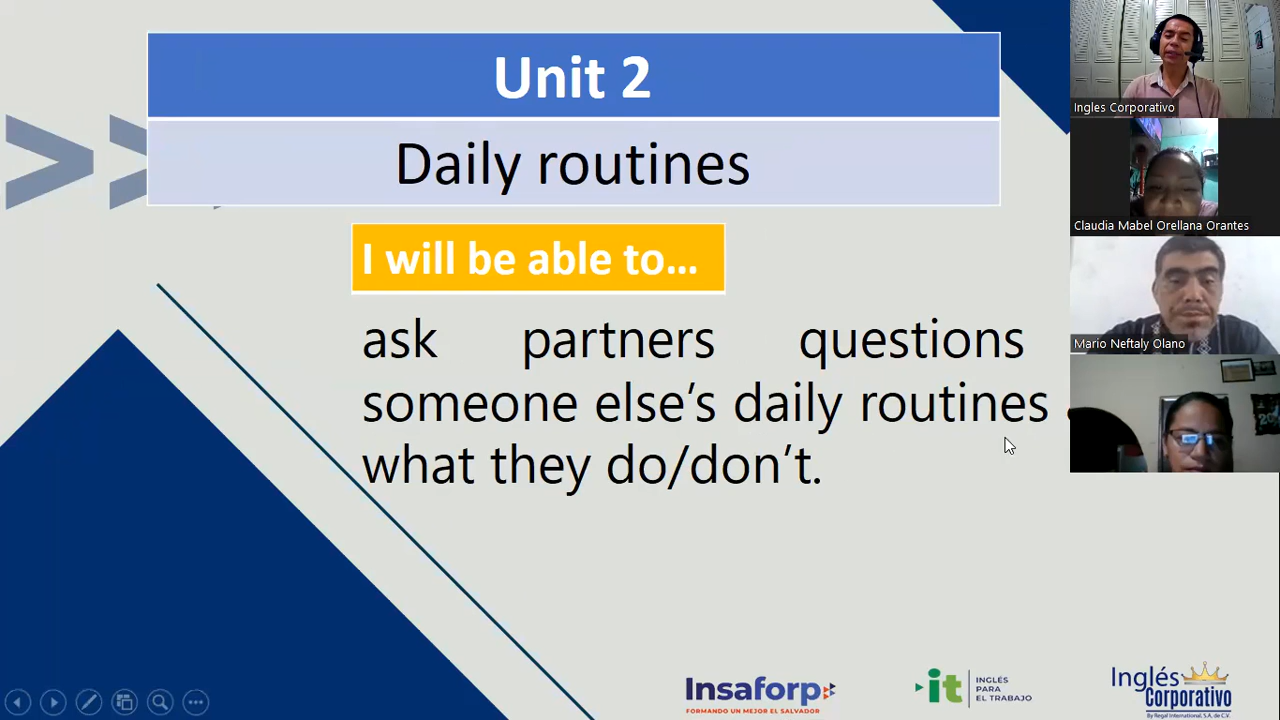 Unit 2
Daily routines
I will be able to...
ask partners questions
someone else's daily routines
what they do/don't.
Ingles Corporativo
Claudia Mabel Orellana Orantes
Mario Neftaly Olano
Insaforp
FORMANDO UN MEJOR EL SALVADOR
it
INGLÉS
PARA
EL TRABAJO
Inglés
Corporativo
By Regal International, S.A. de C.V.